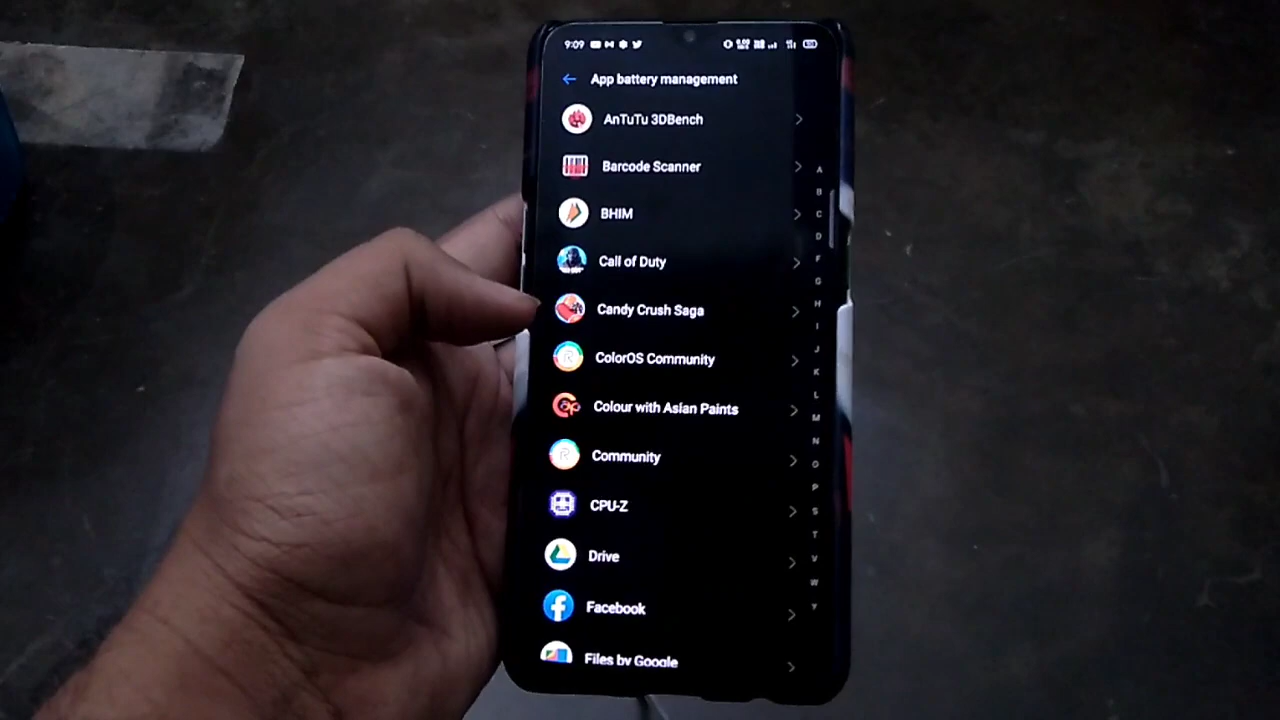 9:09
App battery management
AnTuTu 3DBench
Barcode Scanner
BHIM
Call of Duty
Candy Crush Saga
ColorOS Community
Colour with Asian Paints
Community
CPU-Z
Drive
Facebook
Files by Google
A
B
C
D
F
G
H
I
J
K
L
M
N
O
P
S
T
V
W
Y